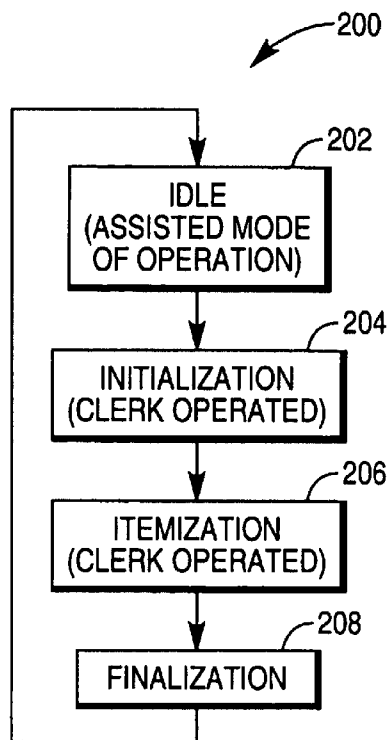 200
202
IDLE
(ASSISTED MODE
OF OPERATION)
204
INITIALIZATION
(CLERK OPERATED)
206
ITEMIZATION
(CLERK OPERATED)
208
FINALIZATION